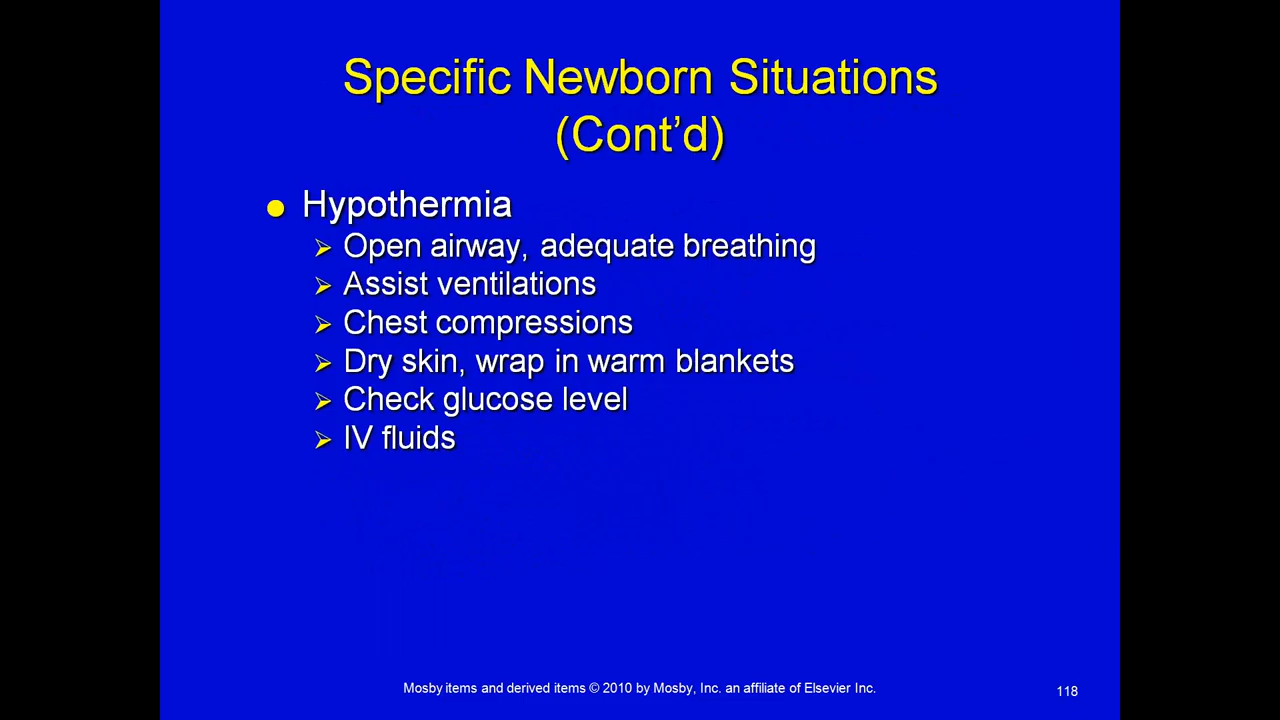 Specific Newborn Situations
(Cont’d)
Hypothermia
Open airway, adequate breathing
Assist ventilations
Chest compressions
Dry skin, wrap in warm blankets
Check glucose level
IV fluids
Mosby items and derived items © 2010 by Mosby, Inc. an affiliate of Elsevier Inc.
118